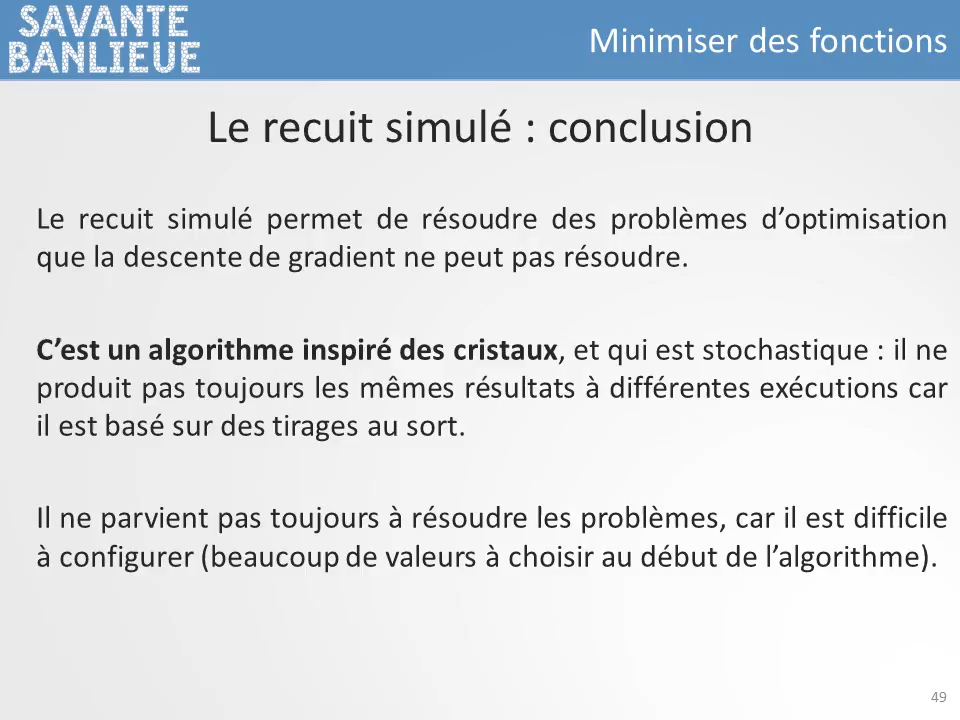 SAVANTE
BANLIEUE
Minimiser des fonctions
Le recuit simulé : conclusion
Le recuit simulé permet de résoudre des problèmes d’optimisation
que la descente de gradient ne peut pas résoudre.
C’est un algorithme inspiré des cristaux, et qui est stochastique : il ne
produit pas toujours les mêmes résultats à différentes exécutions car
il est basé sur des tirages au sort.
Il ne parvient pas toujours à résoudre les problèmes, car il est difficile
à configurer (beaucoup de valeurs à choisir au début de l’algorithme).
49